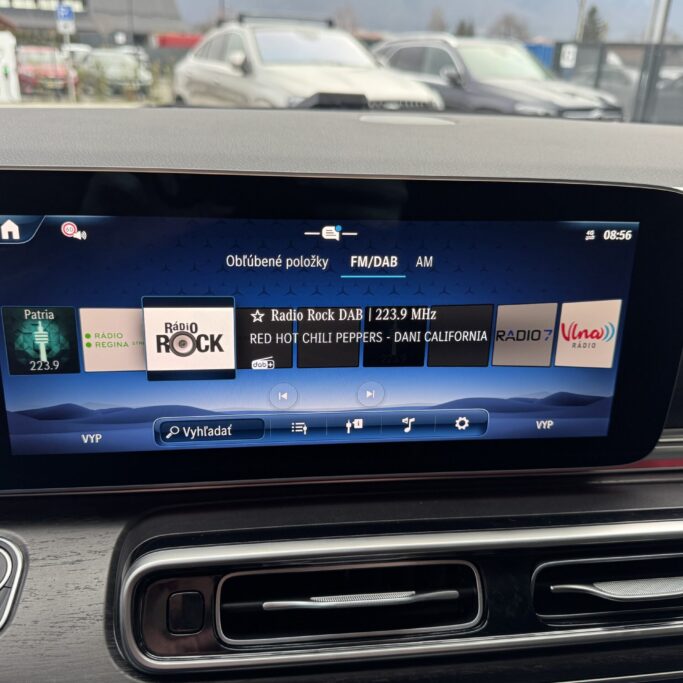 08:56
Obľúbené položky FM/DAB AM
Patria
223.9
RÁDIO
REGINA
RÁDIO
ROCK
☆ Radio Rock DAB | 223.9 MHz
RED HOT CHILI PEPPERS - DANI CALIFORNIA
dab+
RADIO 7
Vlna
RÁDIO
VYP
Vyhľadať
VYP